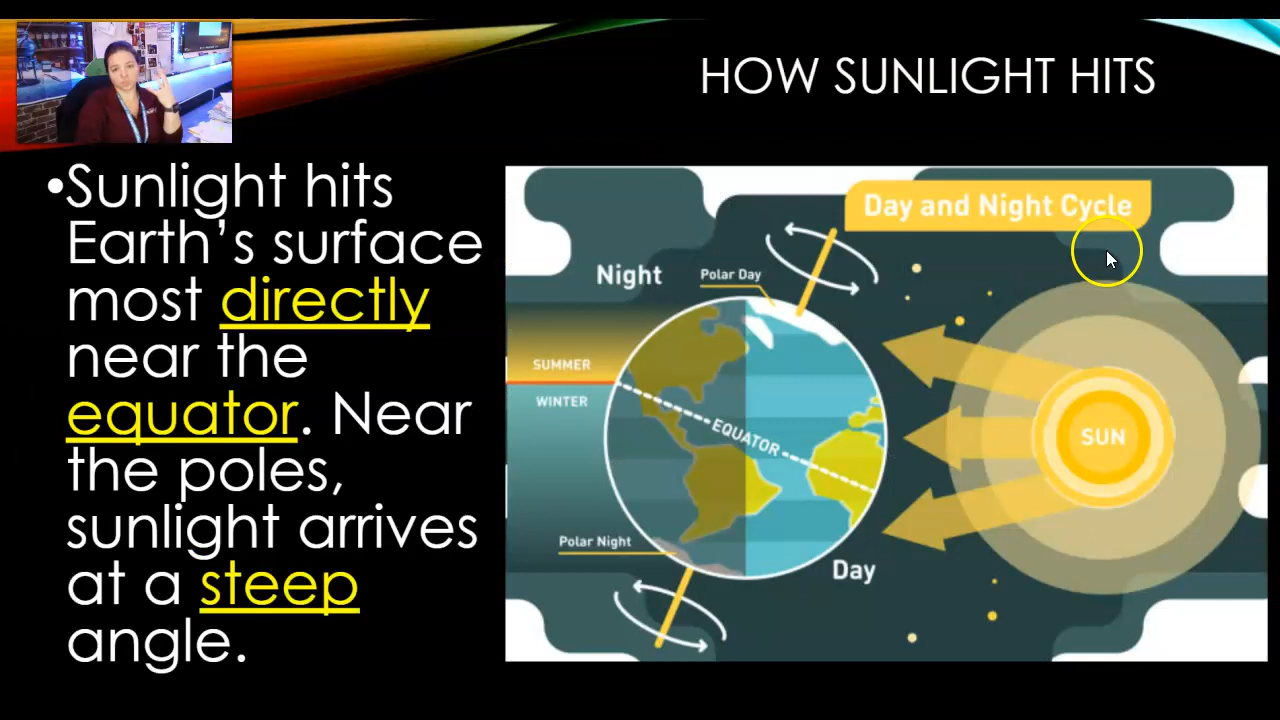 HOW SUNLIGHT HITS
•Sunlight hits
Earth’s surface
most directly
near the
equator. Near
the poles,
sunlight arrives
at a steep
angle.
Day and Night Cycle
Night
Polar Day
SUMMER
WINTER
EQUATOR
SUN
Polar Night
Day